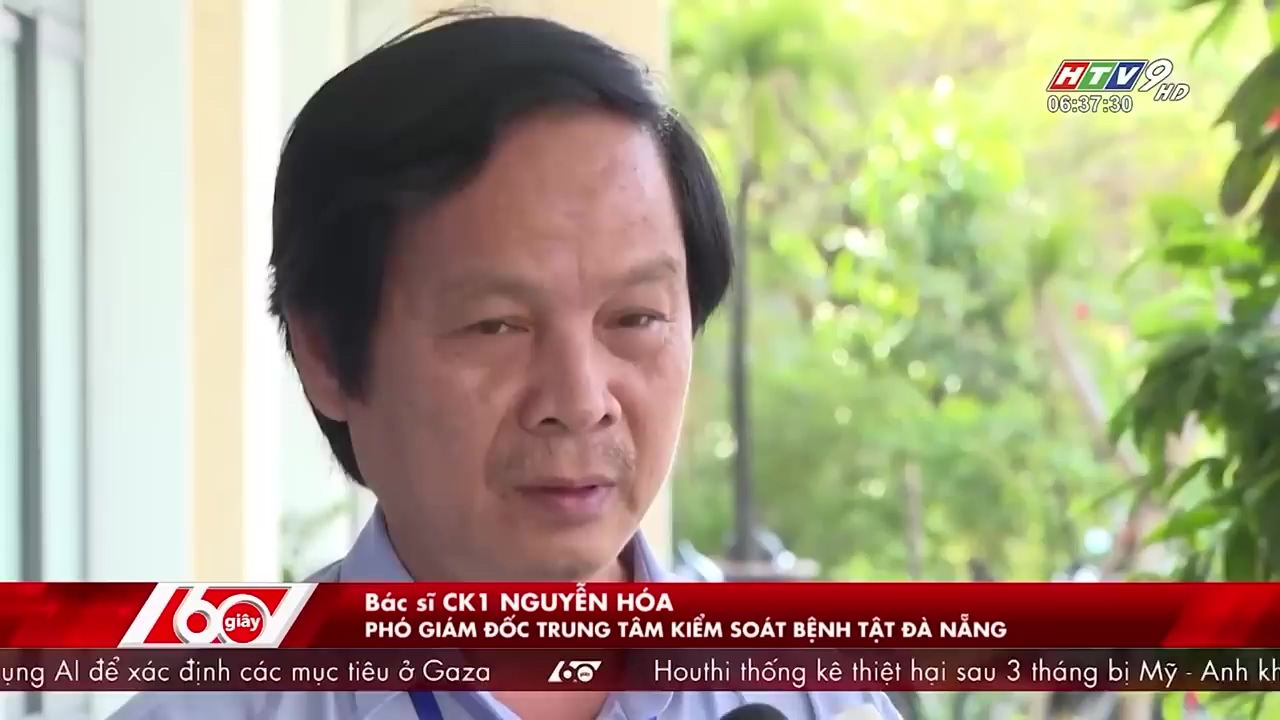 HTV9 HD
06:37:30
Bác sĩ CK1 NGUYỄN HÓA
60 giây
PHÓ GIÁM ĐỐC TRUNG TÂM KIỂM SOÁT BỆNH TẬT ĐÀ NẴNG
ụng AI để xác định các mục tiêu ở Gaza 60 giây Houthi thống kê thiệt hại sau 3 tháng bị Mỹ - Anh kh